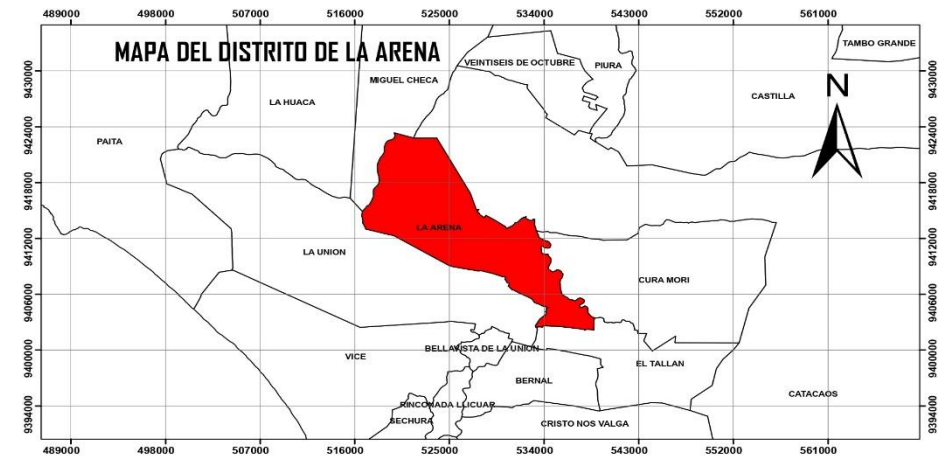 489000 498000 507000 516000 525000 534000 543000 552000 561000
MAPA DEL DISTRITO DE LA ARENA
TAMBO GRANDE
VEINTISEIS DE OCTUBRE
PIURA
9430000
9430000
MIGUEL CHECA
N
LA HUACA
CASTILLA
9424000
9424000
PAITA
9418000
9418000
LA ARENA
9412000
9412000
LA UNION
CURA MORI
9406000
9406000
9400000
BELLAVISTA DE LA UNION
9400000
VICE
EL TALLAN
BERNAL
CATACAOS
9394000
RINCONADA LLICUAR
9394000
SECHURA
CRISTO NOS VALGA
489000 498000 507000 516000 525000 534000 543000 552000 561000